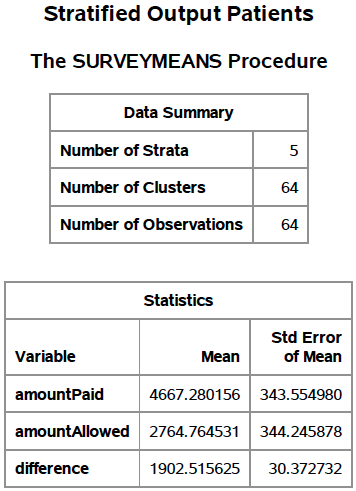 Stratified Output Patients
The SURVEYMEANS Procedure
Data Summary
Number of Strata 5
Number of Clusters 64
Number of Observations 64
Statistics
Variable Mean Std Error of Mean
amountPaid 4667.280156 343.554980
amountAllowed 2764.764531 344.245878
difference 1902.515625 30.372732